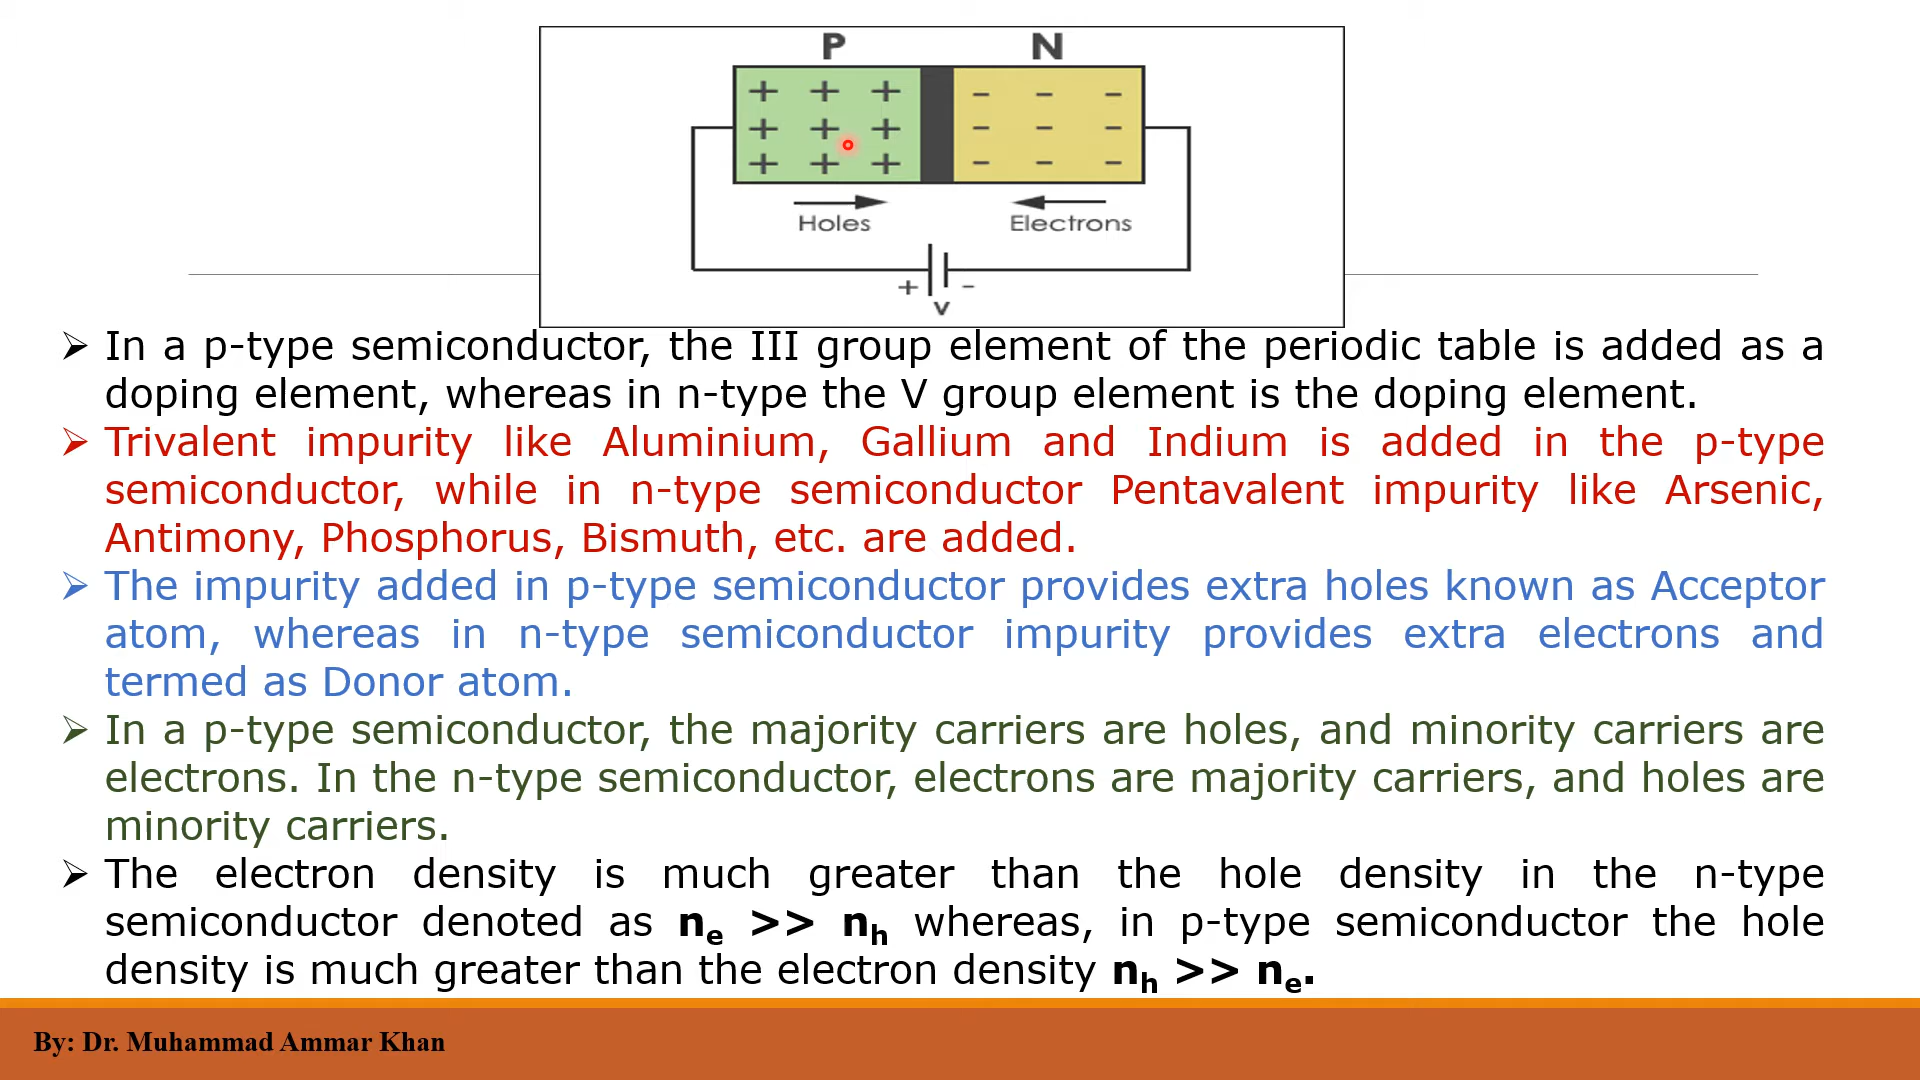 P N
+ + + - - -
+ + + - - -
+ + + - - -
Holes Electrons
+ -
V
➢ In a p-type semiconductor, the III group element of the periodic table is added as a
doping element, whereas in n-type the V group element is the doping element.
➢ Trivalent impurity like Aluminium, Gallium and Indium is added in the p-type
semiconductor, while in n-type semiconductor Pentavalent impurity like Arsenic,
Antimony, Phosphorus, Bismuth, etc. are added.
➢ The impurity added in p-type semiconductor provides extra holes known as Acceptor
atom, whereas in n-type semiconductor impurity provides extra electrons and
termed as Donor atom.
➢ In a p-type semiconductor, the majority carriers are holes, and minority carriers are
electrons. In the n-type semiconductor, electrons are majority carriers, and holes are
minority carriers.
➢ The electron density is much greater than the hole density in the n-type
semiconductor denoted as nₑ >> nₕ whereas, in p-type semiconductor the hole
density is much greater than the electron density nₕ >> nₑ.
By: Dr. Muhammad Ammar Khan